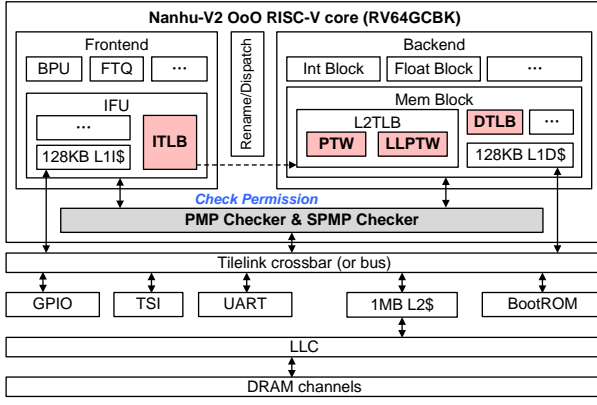 Nanhu-V2 OoO RISC-V core (RV64GCBK)
Frontend
BPU
FTQ
...
IFU
...
128KB L1I$
ITLB
Rename/Dispatch
Backend
Int Block
Float Block
...
Mem Block
L2TLB
PTW
LLPTW
DTLB
...
128KB L1D$
Check Permission
PMP Checker & SPMP Checker
Tilelink crossbar (or bus)
GPIO
TSI
UART
1MB L2$
BootROM
LLC
DRAM channels